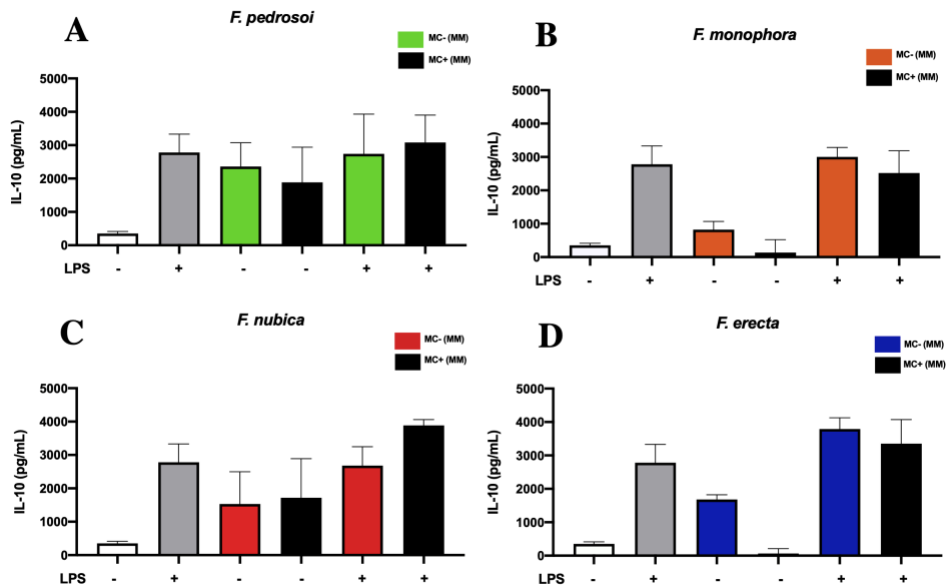 A
F. pedrosoi
MC- (MM)
MC+ (MM)
IL-10 (pg/mL)
5000
4000
3000
2000
1000
0
LPS - + - - + +
B
F. monophora
MC- (MM)
MC+ (MM)
IL-10 (pg/mL)
5000
4000
3000
2000
1000
0
LPS - + - - + +
C
F. nubica
MC- (MM)
MC+ (MM)
IL-10 (pg/mL)
5000
4000
3000
2000
1000
0
LPS - + - - + +
D
F. erecta
MC- (MM)
MC+ (MM)
IL-10 (pg/mL)
5000
4000
3000
2000
1000
0
LPS - + - - + +